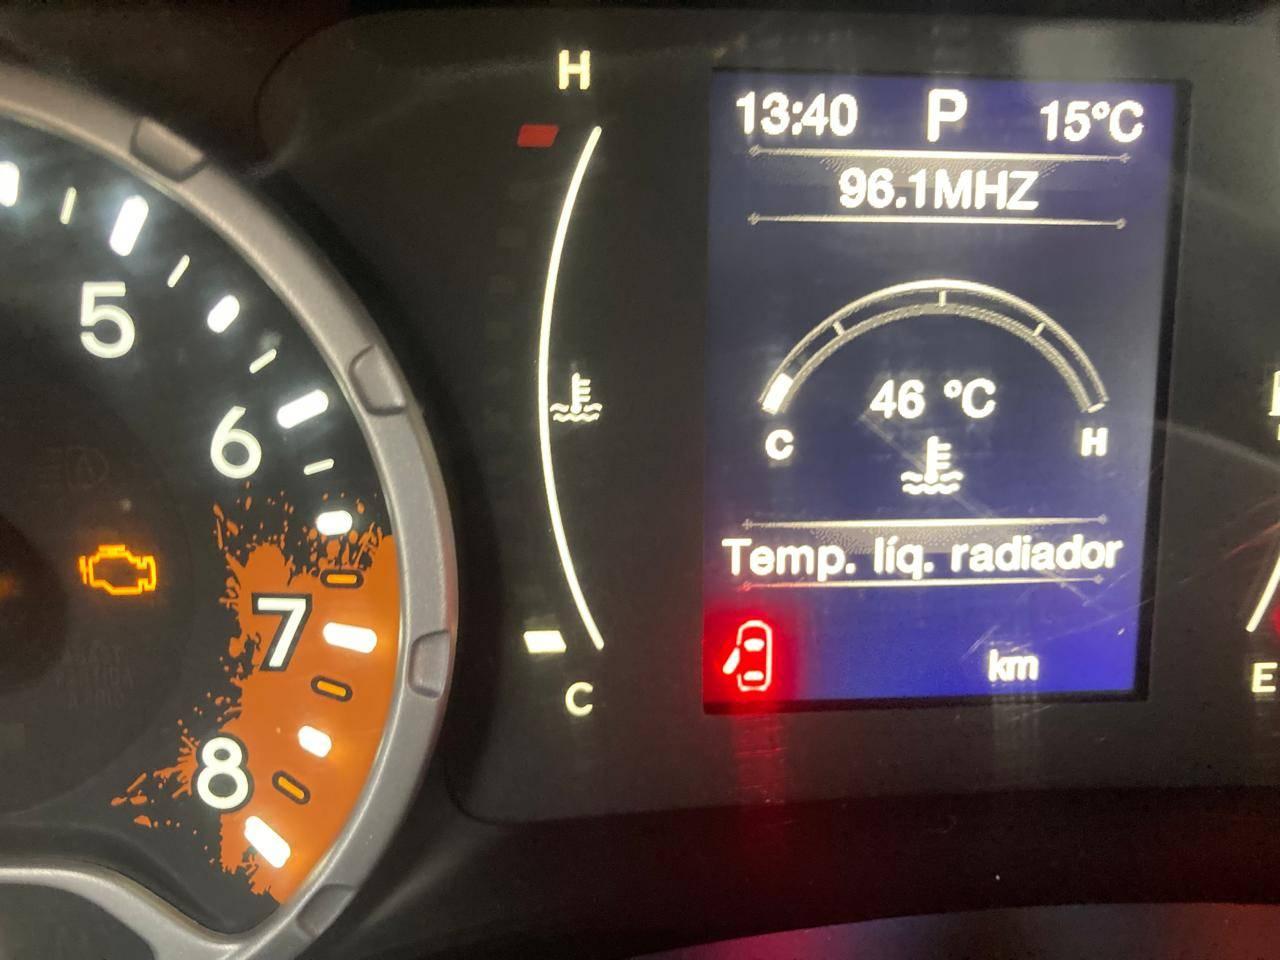 H
13:40 P 15°C
96.1MHZ
5
6
7
8
46 °C
C H
Temp. líq. radiador
km
C
E